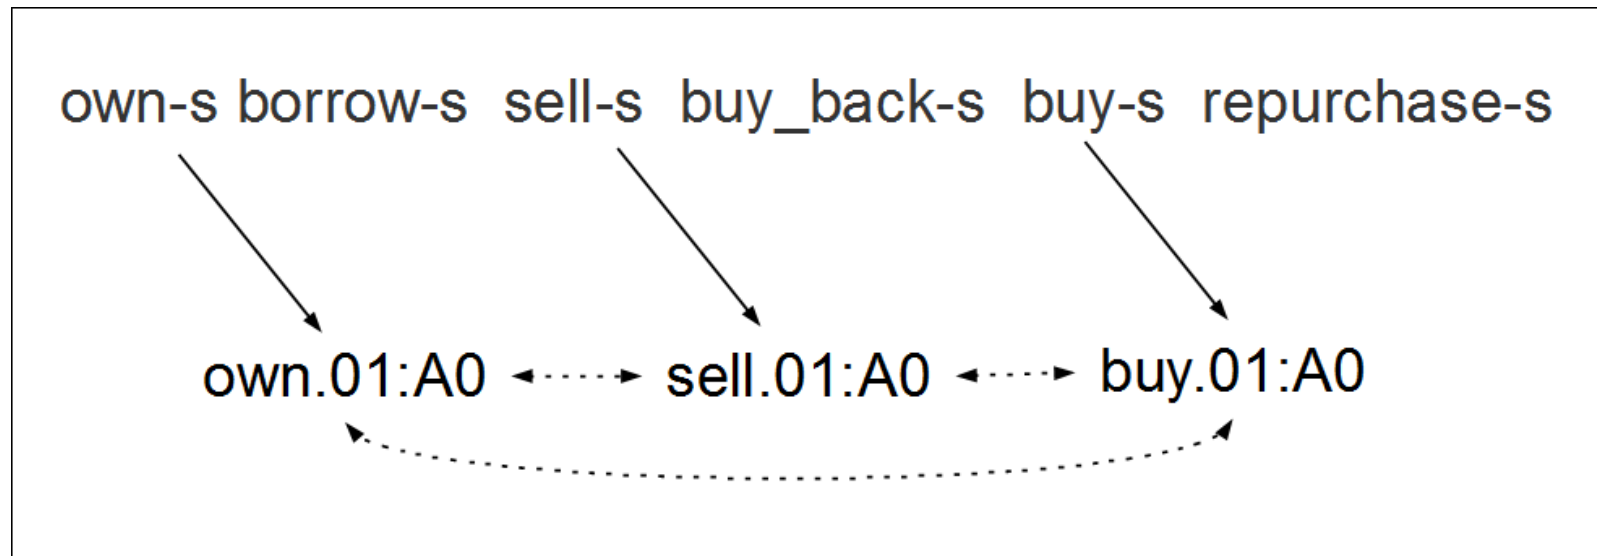 own-s borrow-s sell-s buy_back-s buy-s repurchase-s
own.01:A0 sell.01:A0 buy.01:A0